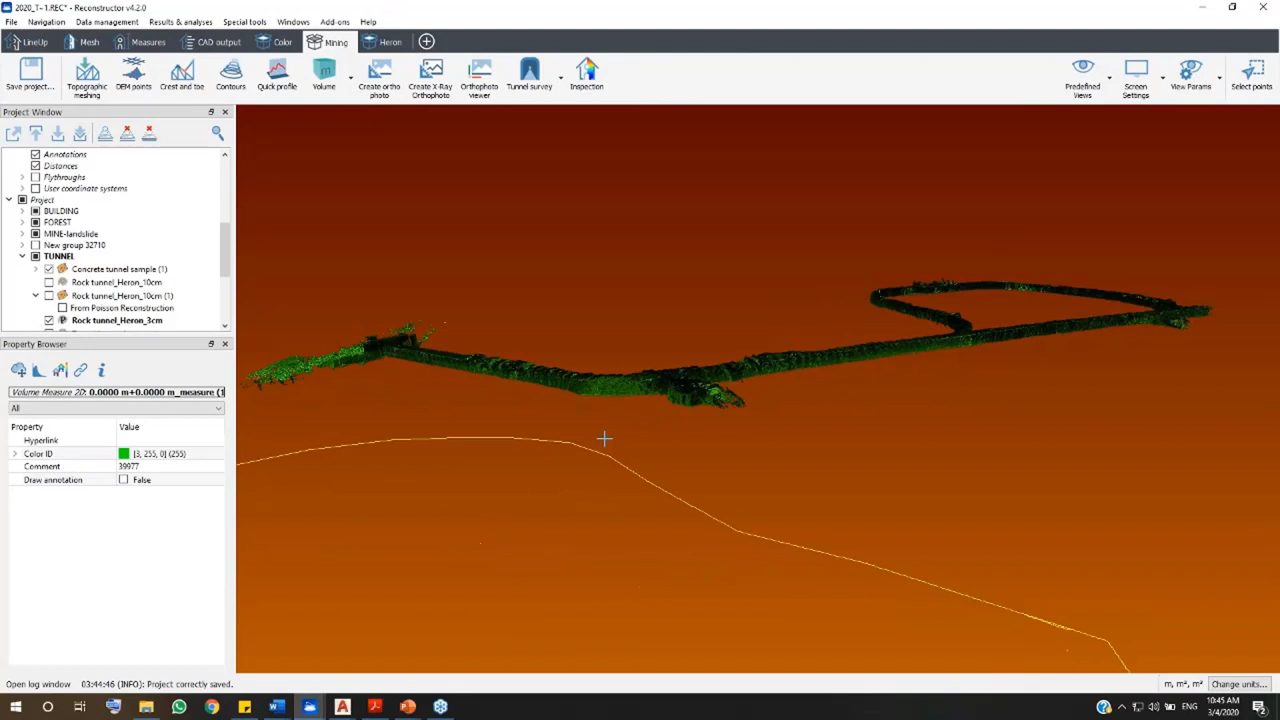 2020_T-1.REC* - Reconstructor v4.2.0
File Navigation Data management Results & analyses Special tools Windows Add-ons Help
LineUp Mesh Measures CAD output Color Mining Heron
Save project... Topographic meshing DEM points Crest and toe Contours Quick profile Volume Create ortho photo Create X-Ray Orthophoto Orthophoto viewer Tunnel survey Inspection Predefined Views Screen Settings View Params Select points
Project Window
Annotations
Distances
Flythroughs
User coordinate systems
Project
BUILDING
FOREST
MINE-landslide
New group 32710
TUNNEL
Concrete tunnel sample (1)
Rock tunnel_Heron_10cm
Rock tunnel_Heron_10cm (1)
From Poisson Reconstruction
Rock tunnel_Heron_3cm
Property Browser
Volume Measure 2D: 0.0000 m+0.0000 m_measure (1
All
Property Value
Hyperlink
Color ID [3, 255, 0] (255)
Comment 39977
Draw annotation False
Open log window 03:44:46 (INFO): Project correctly saved.
m, m², m³ Change units...
ENG
10:45 AM
3/4/2020
2